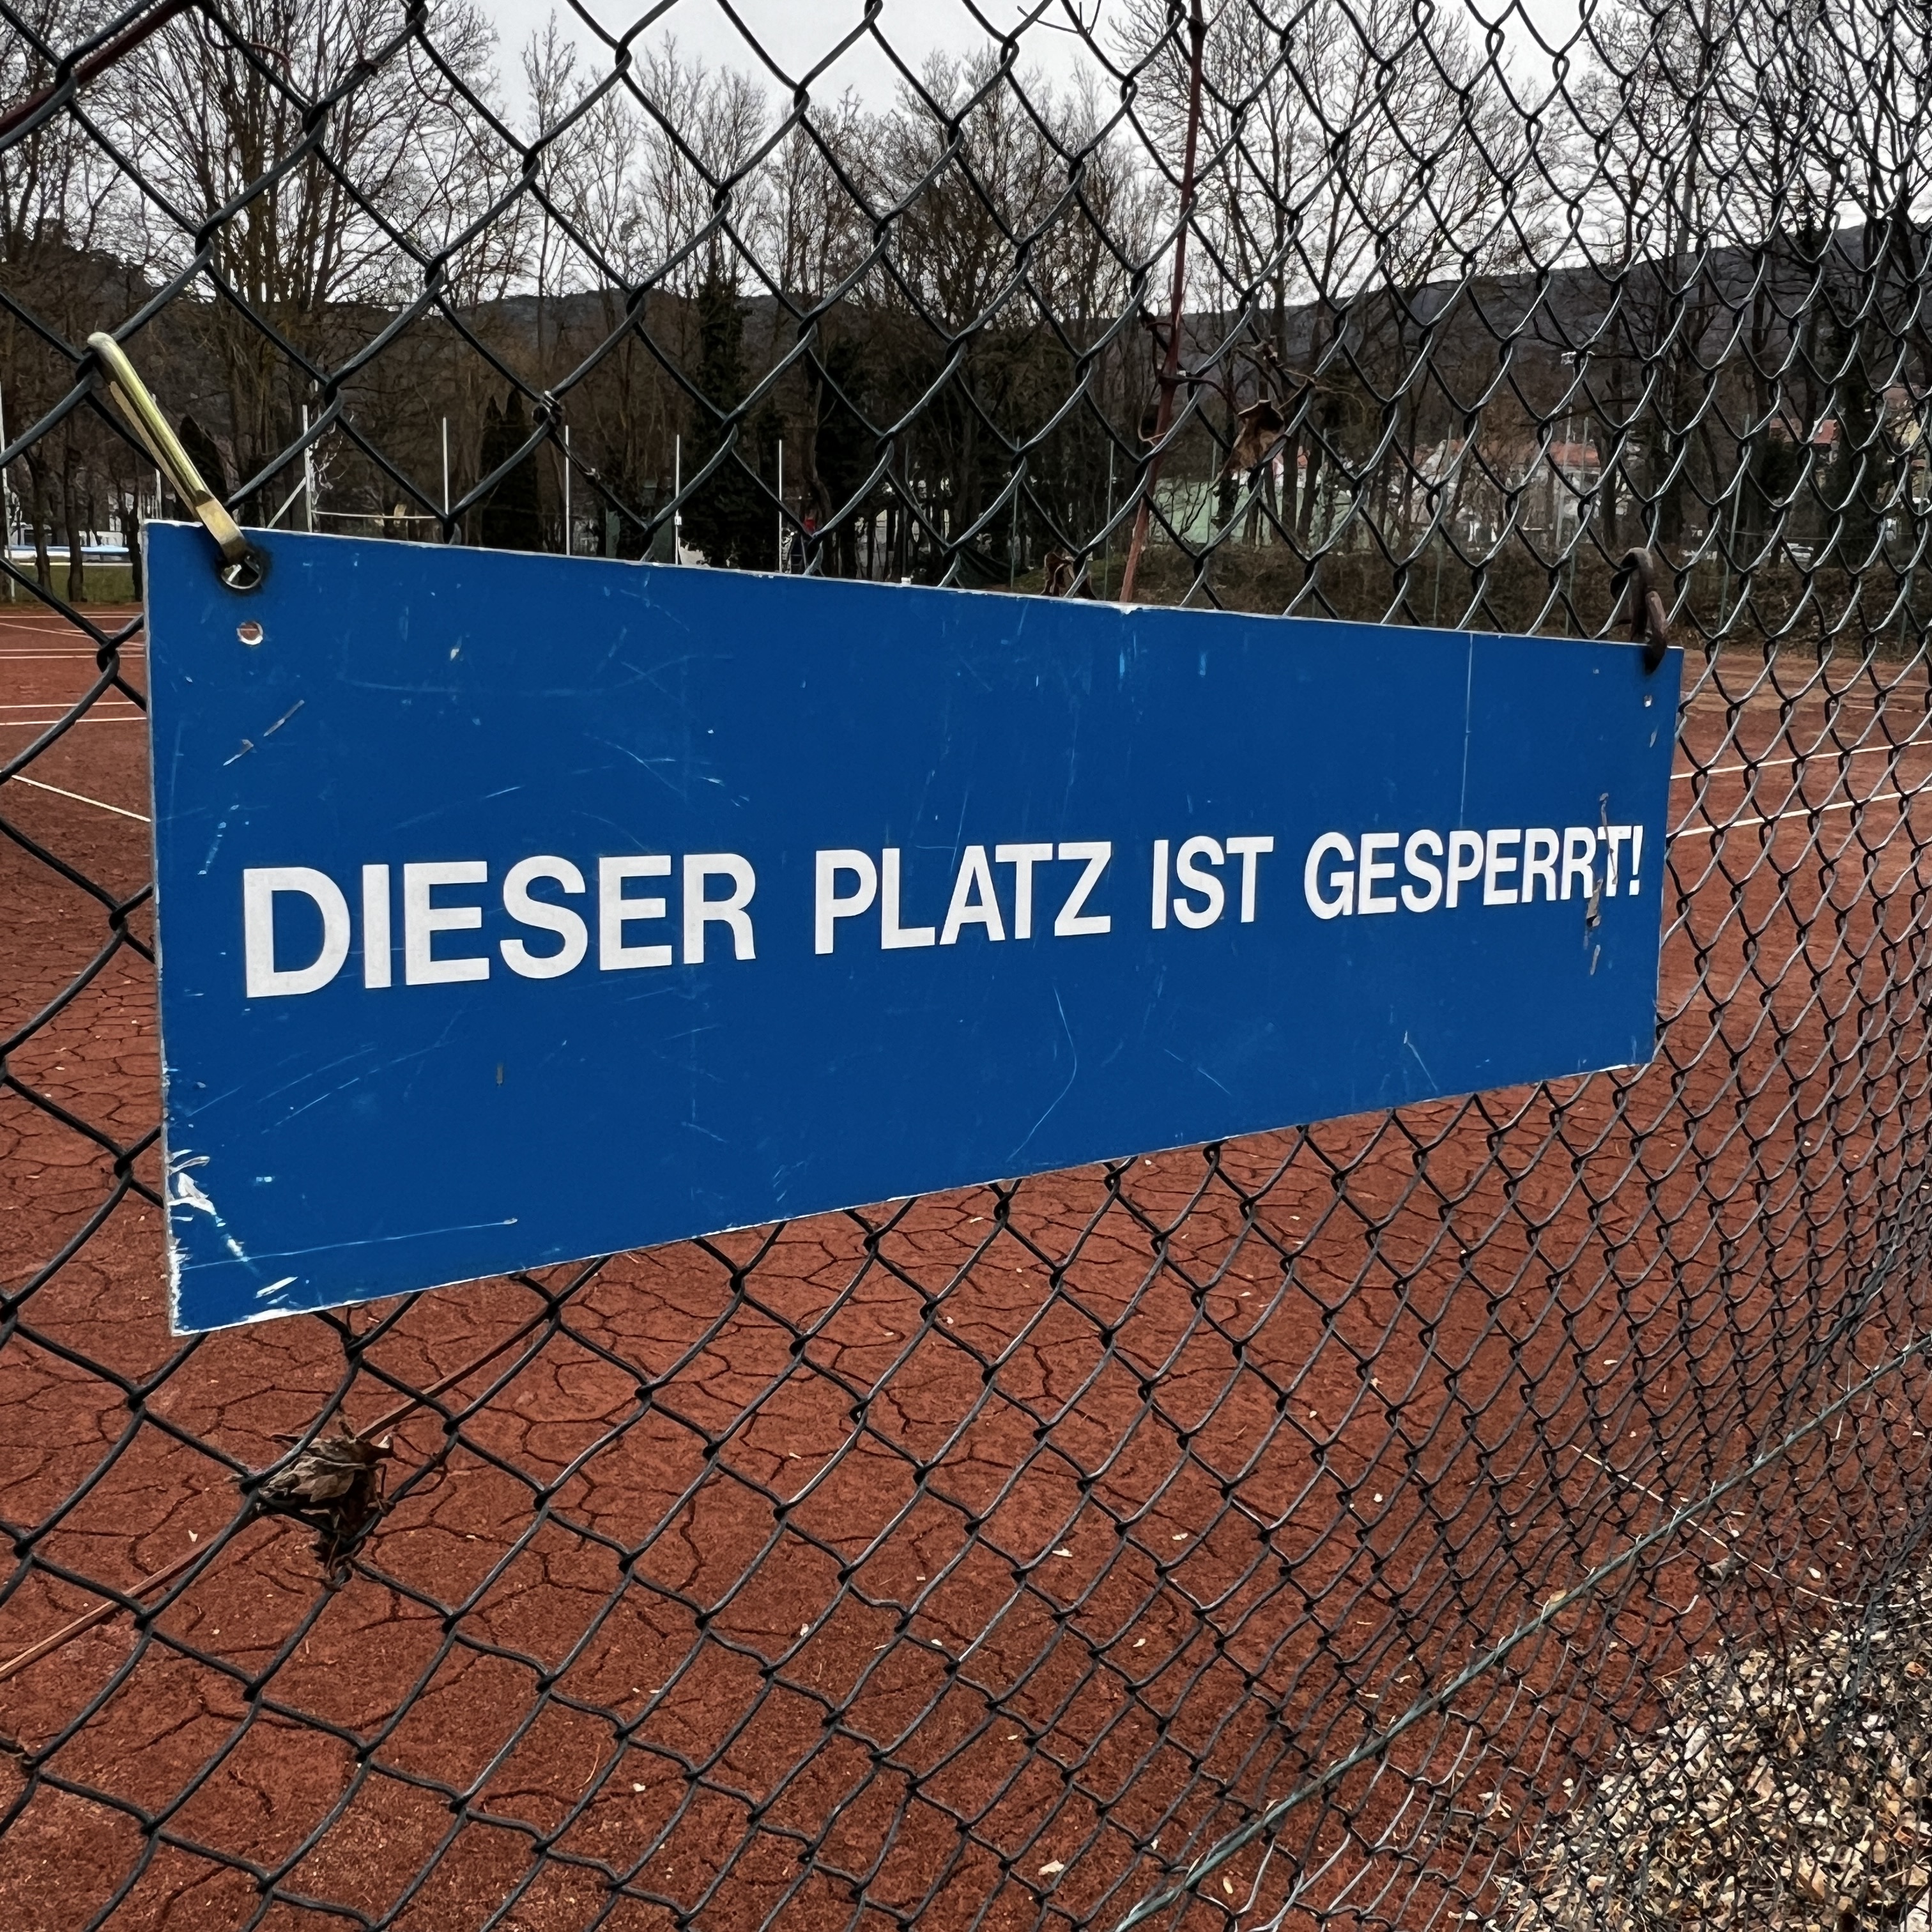 DIESER PLATZ IST GESPERRT!